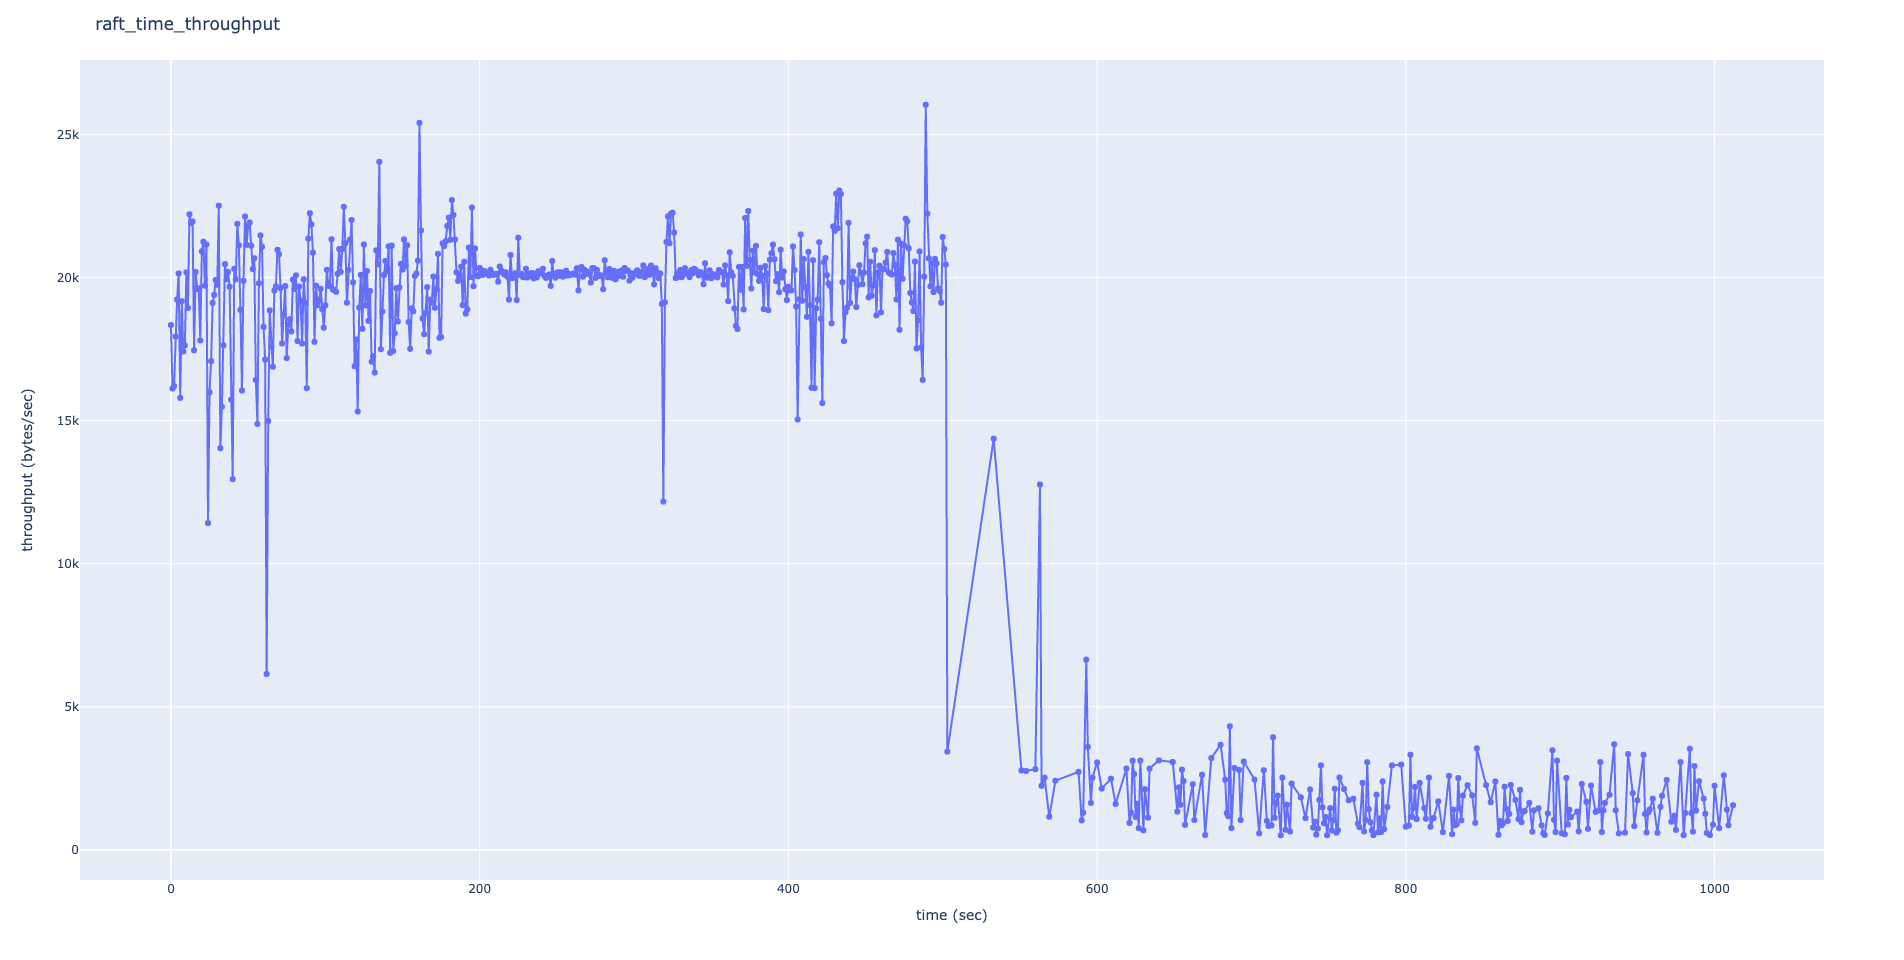 raft_time_throughput
throughput (bytes/sec)
25k
20k
15k
10k
5k
0
0 200 400 600 800 1000
time (sec)